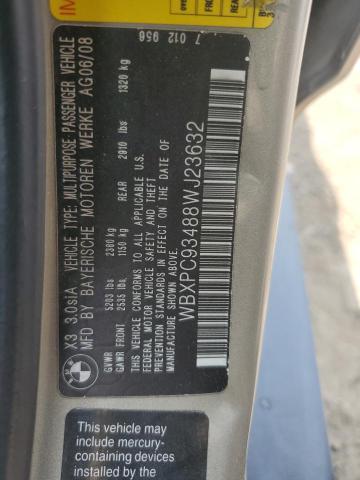 X3 3.0siA VEHICLE TYPE: MULTIPURPOSE PASSENGER VEHICLE
MFD BY BAYERISCHE MOTOREN WERKE AG06/08
GVWR 5203 lbs 2360 kg
GAWR FRONT 2535 lbs 1150 kg REAR 2910 lbs 1320 kg
THIS VEHICLE CONFORMS TO ALL APPLICABLE U.S.
FEDERAL MOTOR VEHICLE SAFETY AND THEFT
PREVENTION STANDARDS IN EFFECT ON THE DATE OF
MANUFACTURE SHOWN ABOVE.
WBXPC93488WJ23632
7 012 956
BMW
This vehicle may
include mercury-
containing devices
installed by the